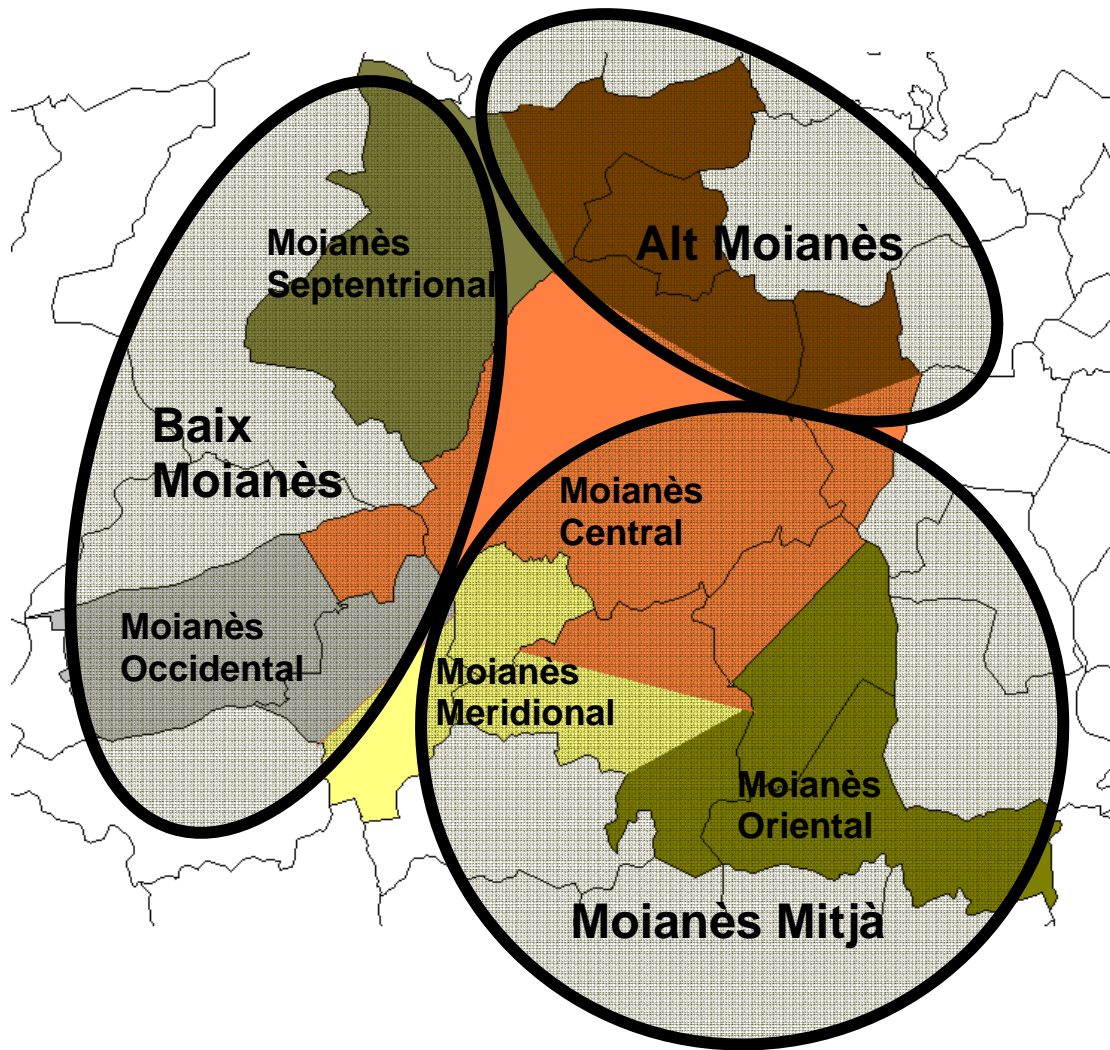 Moianès
Septentrional
Alt Moianès
Baix
Moianès
Moianès
Central
Moianès
Occidental
Moianès
Meridional
Moianès
Oriental
Moianès Mitjà